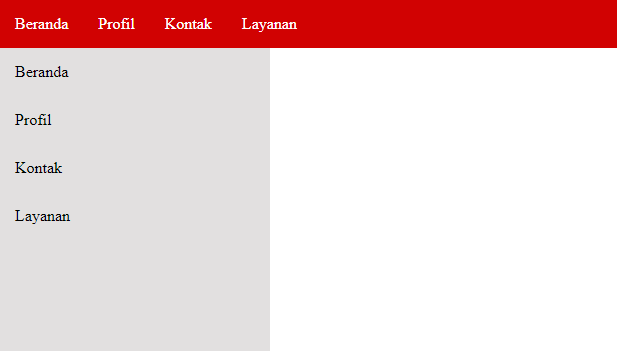 Beranda Profil Kontak Layanan
Beranda
Profil
Kontak
Layanan